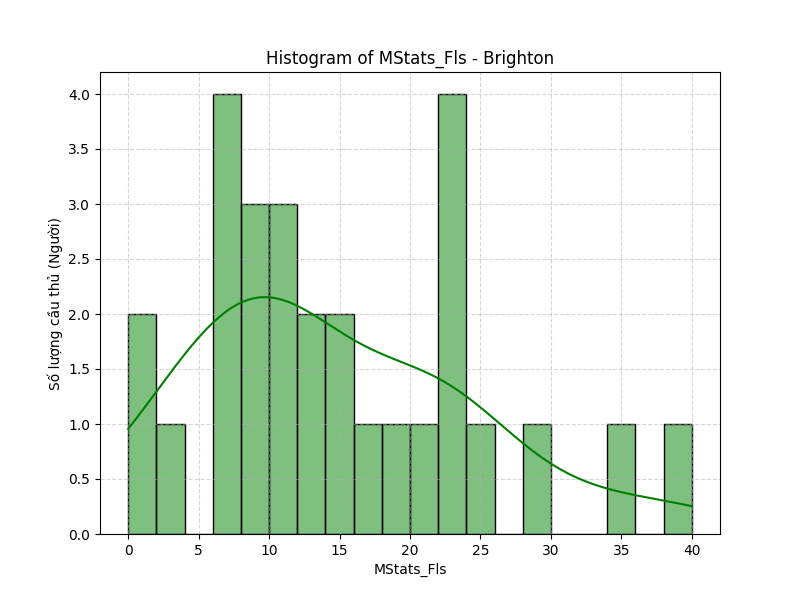 Histogram of MStats_Fls - Brighton
Số lượng cầu thủ (Người)
4.0
3.5
3.0
2.5
2.0
1.5
1.0
0.5
0.0
0 5 10 15 20 25 30 35 40
MStats_Fls